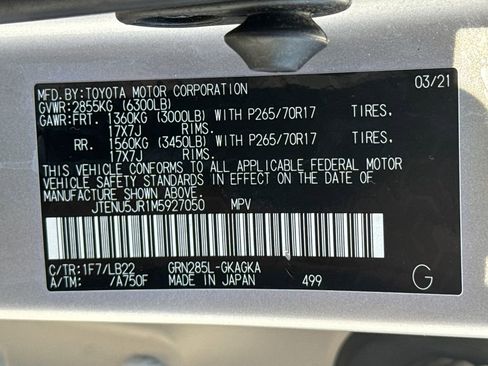 MFD.BY:TOYOTA MOTOR CORPORATION 03/21
GVWR:2855KG (6300LB)
GAWR:FRT. 1360KG (3000LB) WITH P265/70R17 TIRES.
17X7J RIMS.
RR. 1560KG (3450LB) WITH P265/70R17 TIRES.
17X7J RIMS.
THIS VEHICLE CONFORMS TO ALL APPLICABLE FEDERAL MOTOR
VEHICLE SAFETY STANDARDS IN EFFECT ON THE DATE OF
MANUFACTURE SHOWN ABOVE.
JTENU5JR1M5927050 MPV
C/TR:1F7/LB22 GRN285L-GKAGKA
A/TM: /A750F MADE IN JAPAN 499 G